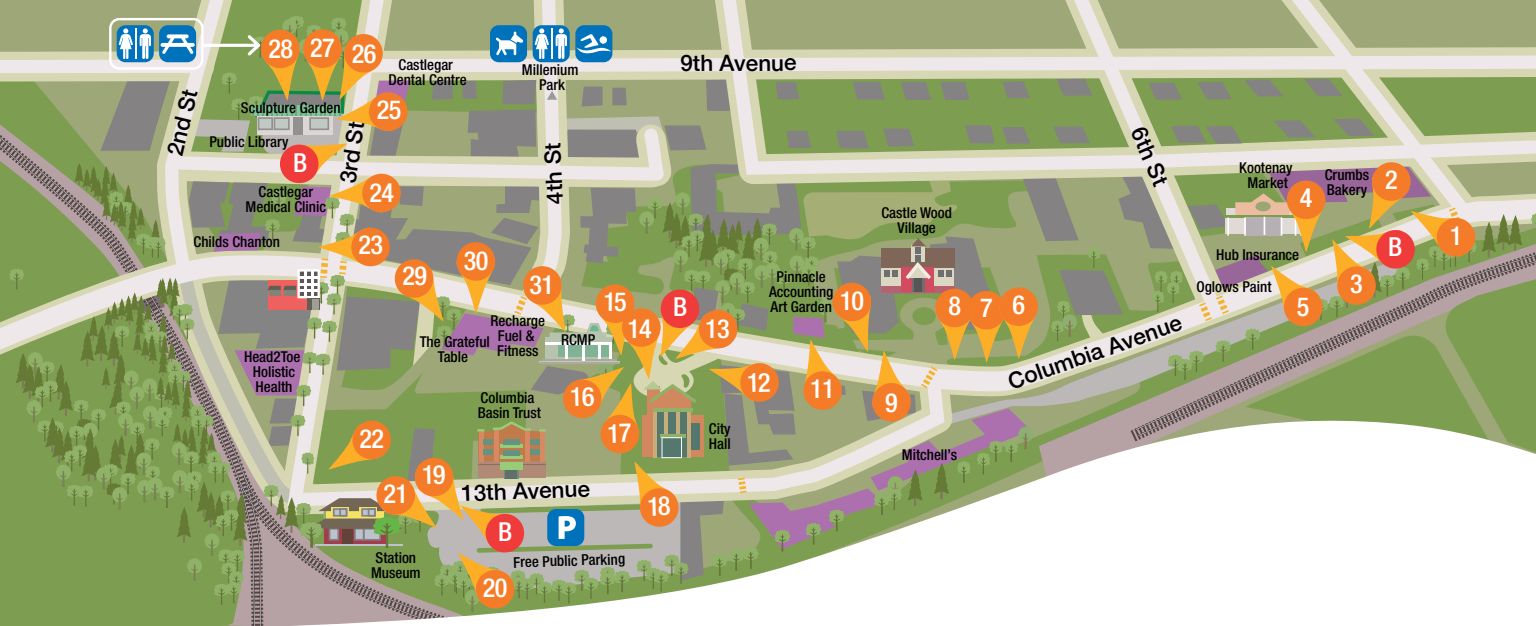 28
27
26
25
Castlegar
Dental Centre
Millenium
Park
9th Avenue
2nd St
Sculpture Garden
Public Library
B
3rd St
4th St
6th St
Castlegar
Medical Clinic
24
Childs Chanton
23
Kootenay
Market
Crumbs
Bakery
2
4
1
B
3
Hub Insurance
Oglows Paint
5
Castle Wood
Village
Pinnacle
Accounting
Art Garden
10
8
7
6
29
30
31
15
14
B
13
The Grateful
Table
Recharge
Fuel &
Fitness
RCMP
Head2Toe
Holistic
Health
16
12
11
9
Columbia Avenue
Columbia
Basin Trust
17
City
Hall
22
Mitchell's
19
21
13th Avenue
18
B
P
Free Public Parking
Station
Museum
20